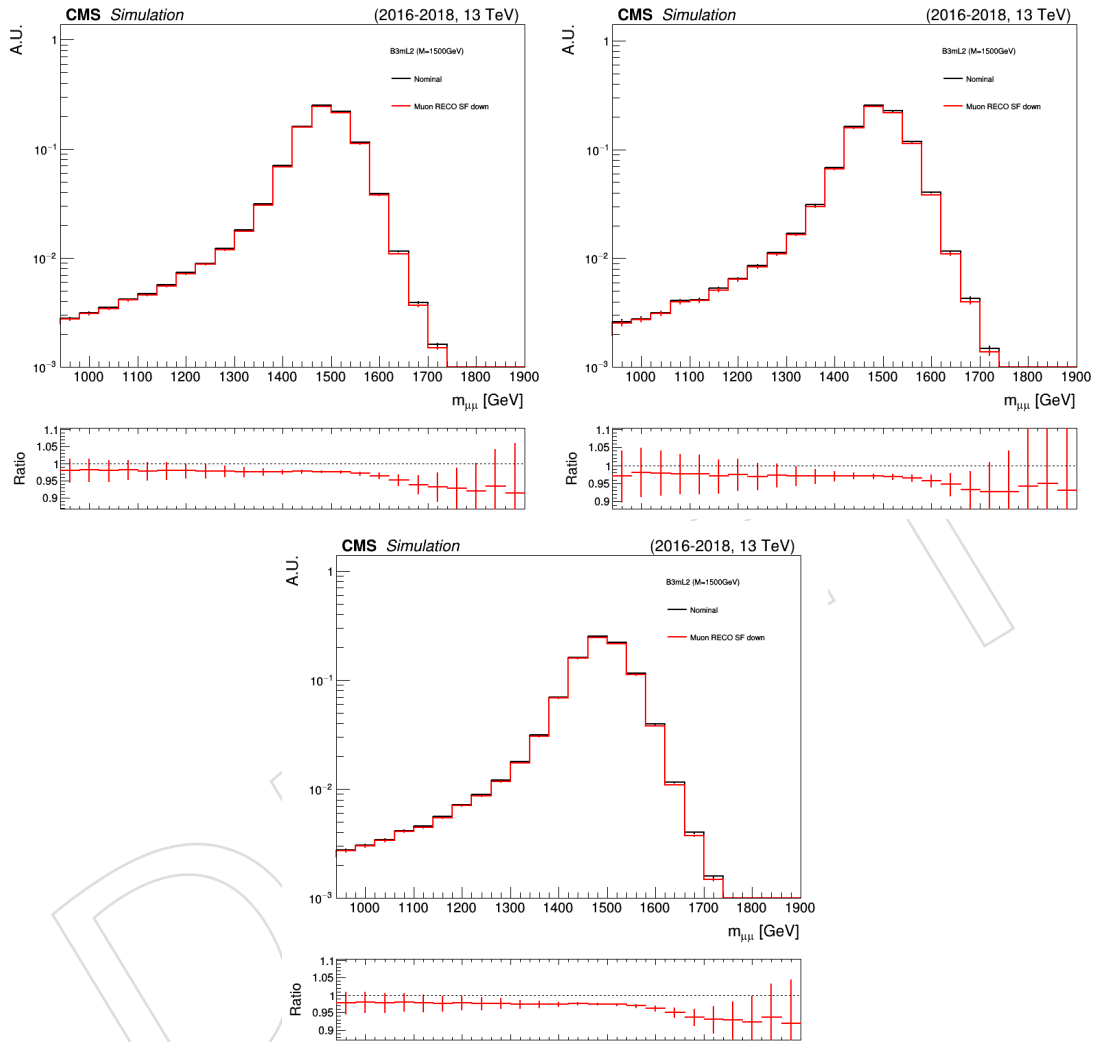 CMS Simulation (2016-2018, 13 TeV)
A.U.
1
B3mL2 (M=1500GeV)
Nominal
Muon RECO SF down
10⁻¹
10⁻²
10⁻³
1000 1100 1200 1300 1400 1500 1600 1700 1800 1900
mμμ [GeV]
Ratio
1.1
1.05
1
0.95
0.9
CMS Simulation (2016-2018, 13 TeV)
A.U.
1
B3mL2 (M=1500GeV)
Nominal
Muon RECO SF down
10⁻¹
10⁻²
10⁻³
1000 1100 1200 1300 1400 1500 1600 1700 1800 1900
mμμ [GeV]
Ratio
1.1
1.05
1
0.95
0.9
CMS Simulation (2016-2018, 13 TeV)
A.U.
1
B3mL2 (M=1500GeV)
Nominal
Muon RECO SF down
10⁻¹
10⁻²
10⁻³
1000 1100 1200 1300 1400 1500 1600 1700 1800 1900
mμμ [GeV]
Ratio
1.1
1.05
1
0.95
0.9